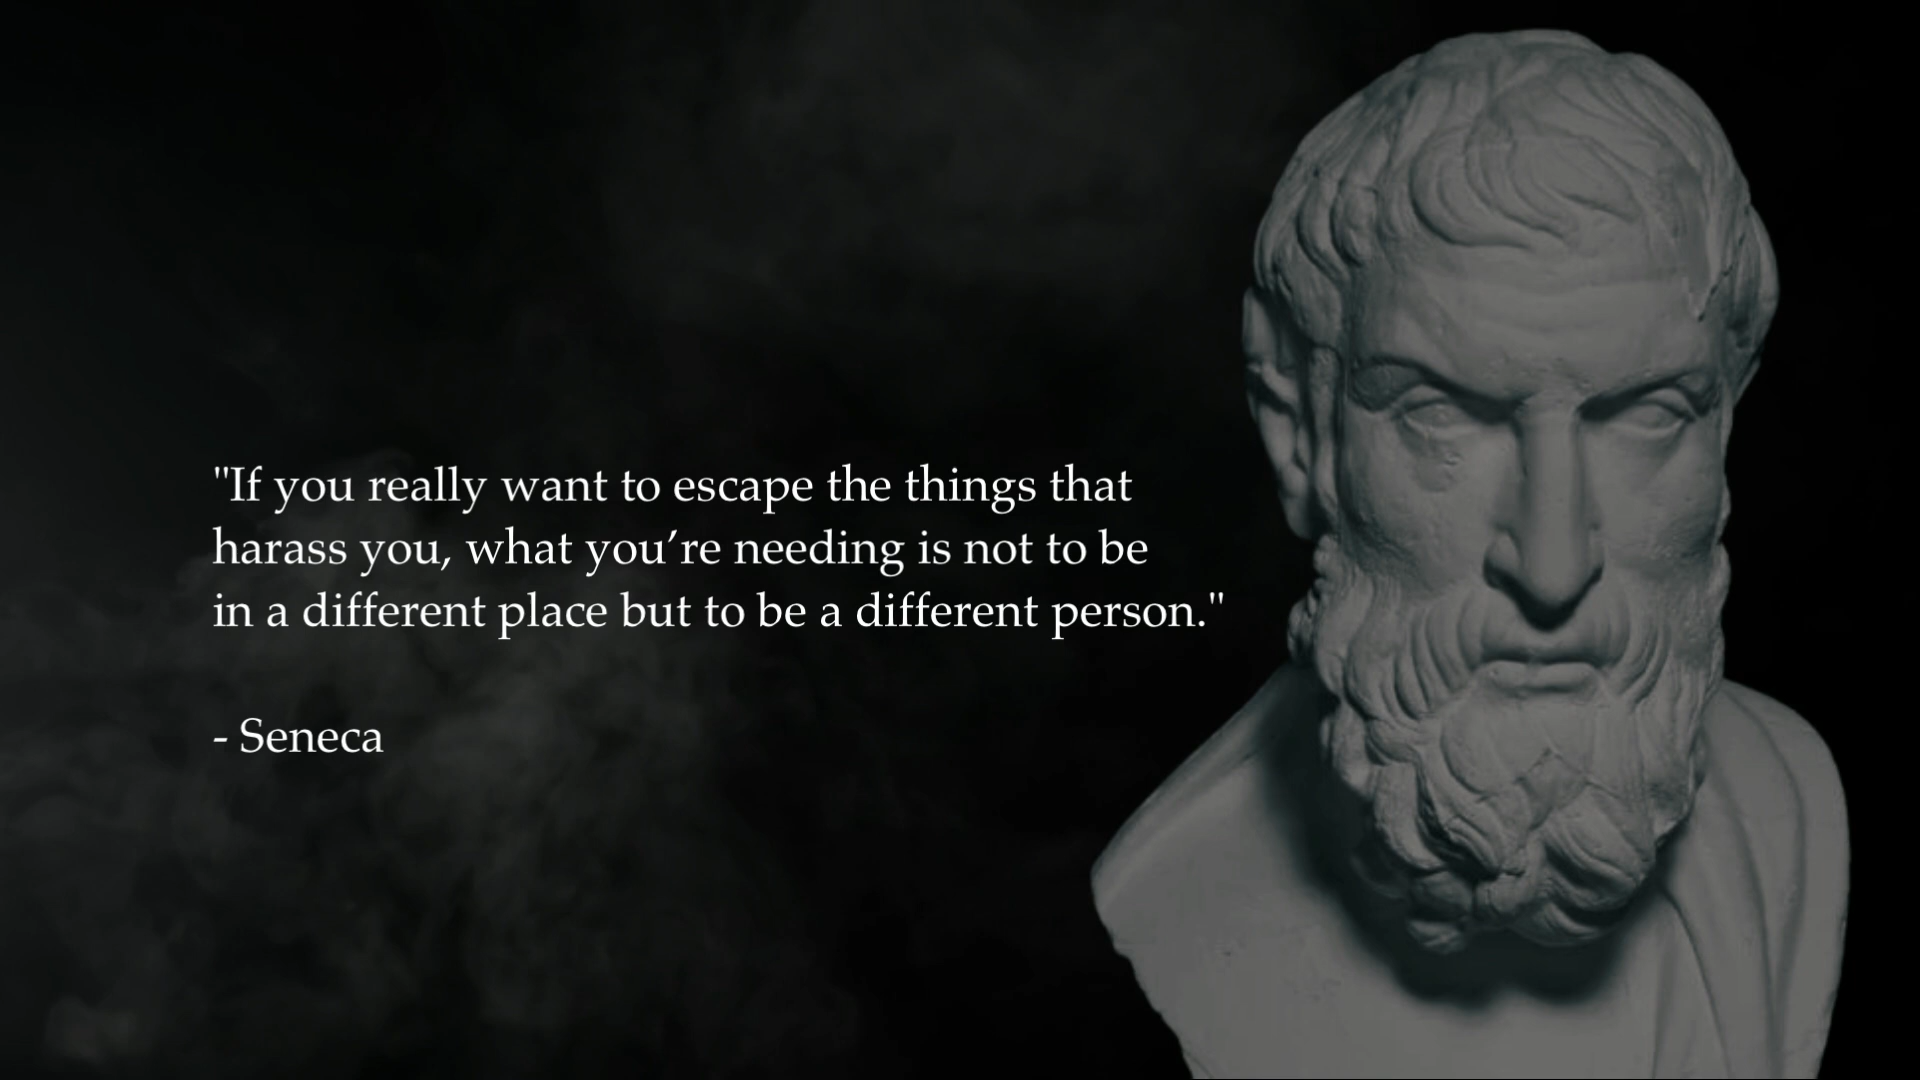 "If you really want to escape the things that
harass you, what you’re needing is not to be
in a different place but to be a different person."
- Seneca